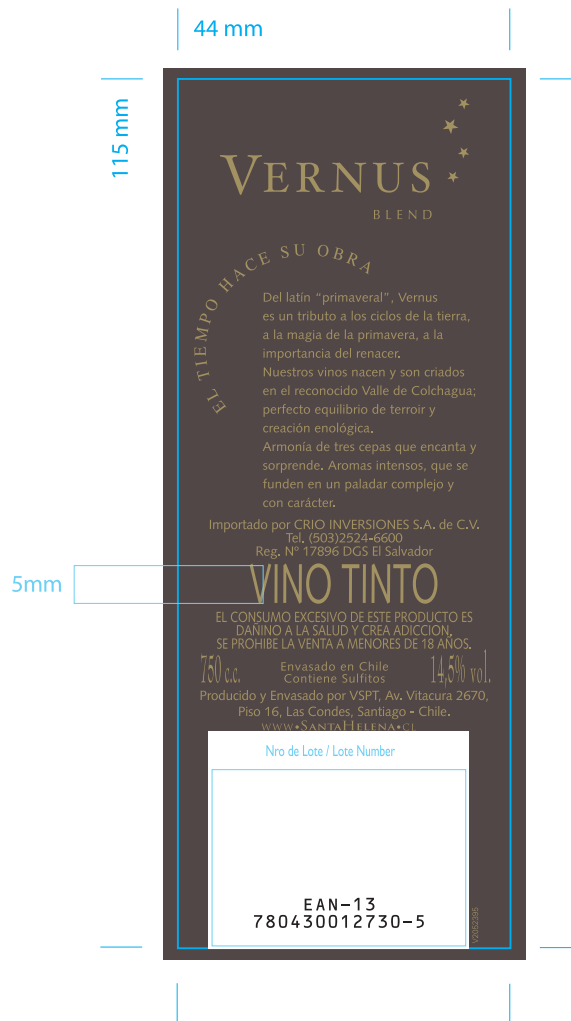 44 mm
115 mm
VERNUS
BLEND
EL TIEMPO HACE SU OBRA
Del latín “primaveral”, Vernus
es un tributo a los ciclos de la tierra,
a la magia de la primavera, a la
importancia del renacer.
Nuestros vinos nacen y son criados
en el reconocido Valle de Colchagua;
perfecto equilibrio de terroir y
creación enológica.
Armonía de tres cepas que encanta y
sorprende. Aromas intensos, que se
funden en un paladar complejo y
con carácter.
Importado por CRIO INVERSIONES S.A. de C.V.
Tel. (503)2524-6600
Reg. Nº 17896 DGS El Salvador
5mm
VINO TINTO
EL CONSUMO EXCESIVO DE ESTE PRODUCTO ES
DAÑINO A LA SALUD Y CREA ADICCION,
SE PROHIBE LA VENTA A MENORES DE 18 AÑOS.
750 c.c.
Envasado en Chile
Contiene Sulfitos
14,5% vol.
Producido y Envasado por VSPT, Av. Vitacura 2670,
Piso 16, Las Condes, Santiago - Chile.
WWW•SANTAHELENA•CL
Nro de Lote / Lote Number
EAN-13
780430012730-5
V2052395